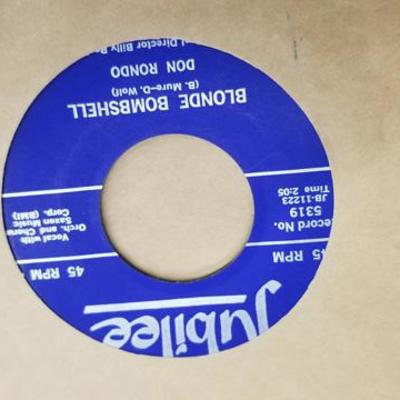 Jubilee
45 RPM
45 RPM
Record No.
5319
JB-11223
Time 2:05
Vocal with
Orch. and Chorus
Saxon Music
Corp. (BMI)
BLONDE BOMBSHELL
(B. Mure-D. Wolf)
DON RONDO
Director Billy